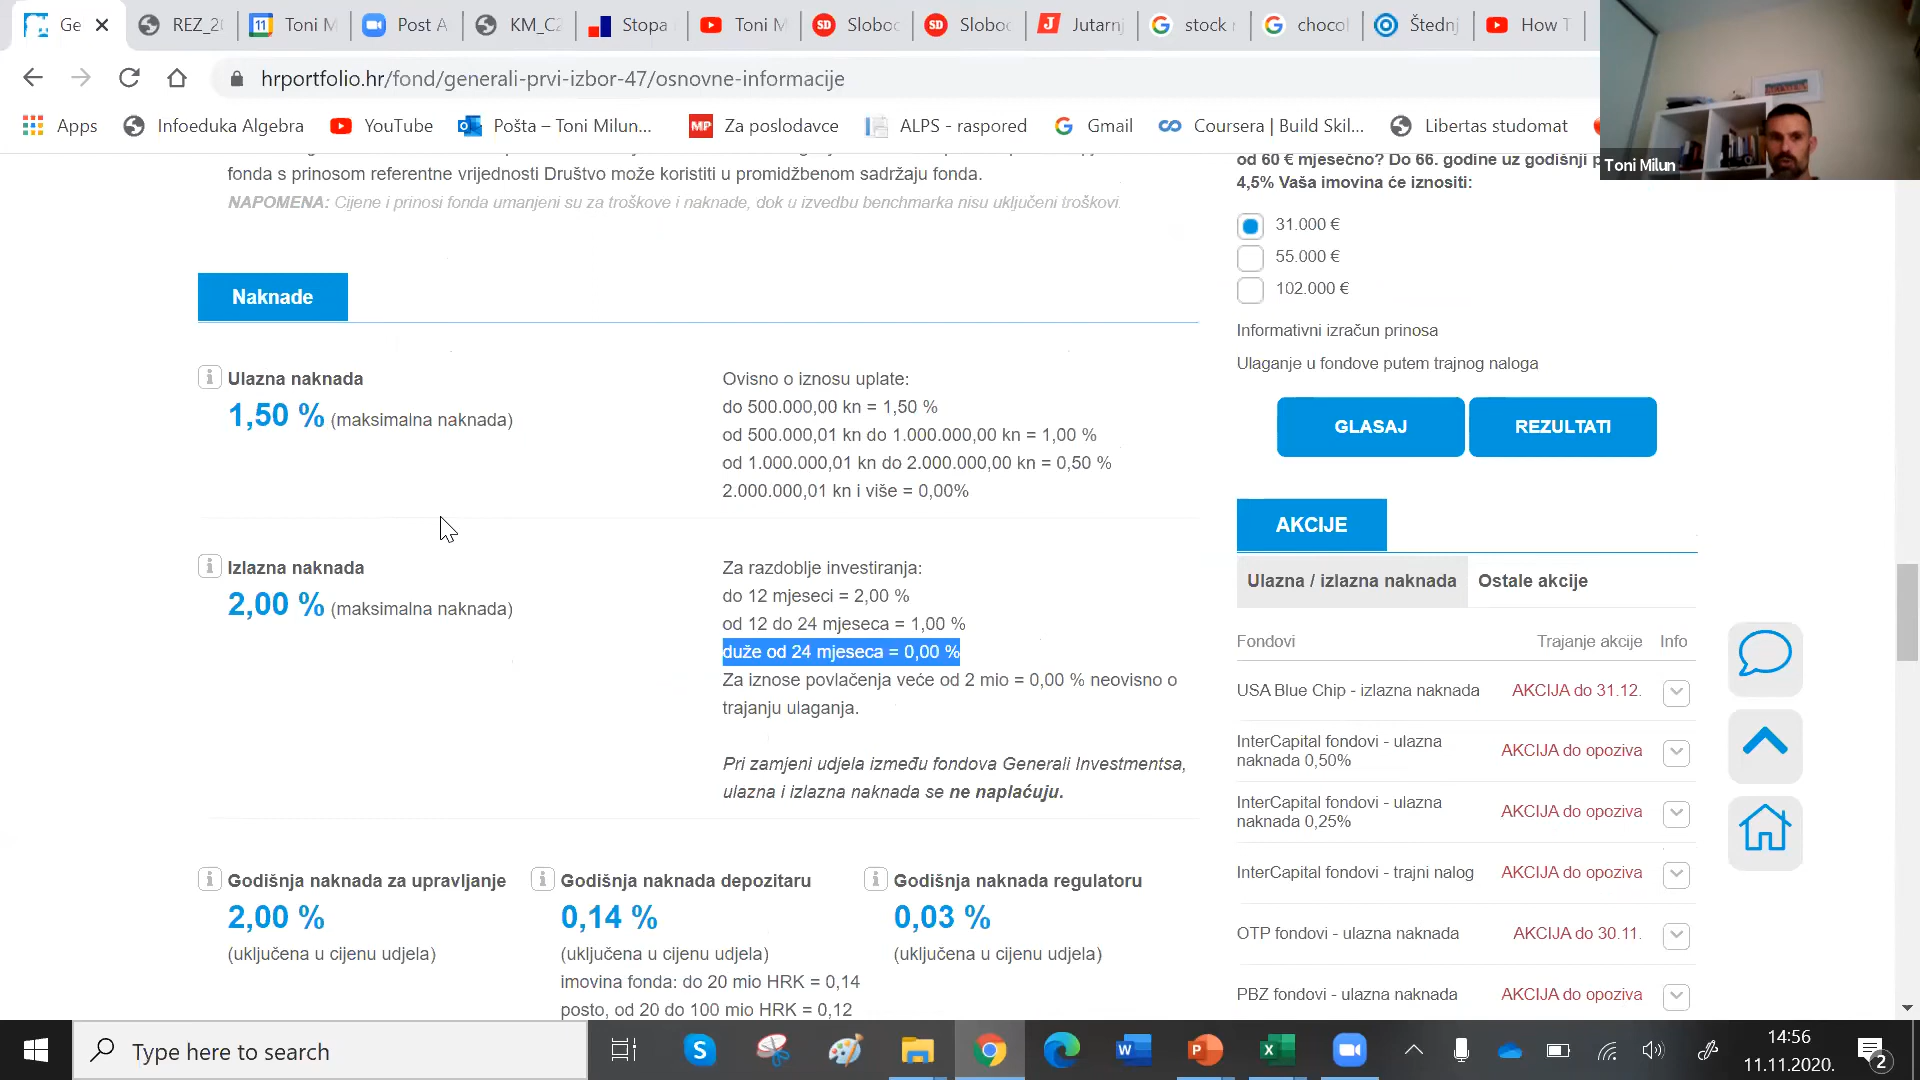 Ge
REZ_2
Toni M
Post A
KM_C2
Stopa
Toni M
Sloboc
Sloboc
Jutarnj
stock
chocol
Štednj
How T
hrportfolio.hr/fond/generali-prvi-izbor-47/osnovne-informacije
Apps
Infoeduka Algebra
YouTube
Pošta – Toni Milun...
Za poslodavce
ALPS - raspored
Gmail
Coursera | Build Skil...
Libertas studomat
Toni Milun
fonda s prinosom referentne vrijednosti Društvo može koristiti u promidžbenom sadržaju fonda.
NAPOMENA: Cijene i prinosi fonda umanjeni su za troškove i naknade, dok u izvedbu benchmarka nisu uključeni troškovi.
Naknade
Ulazna naknada
1,50 % (maksimalna naknada)
Ovisno o iznosu uplate:
do 500.000,00 kn = 1,50 %
od 500.000,01 kn do 1.000.000,00 kn = 1,00 %
od 1.000.000,01 kn do 2.000.000,00 kn = 0,50 %
2.000.000,01 kn i više = 0,00%
Izlazna naknada
2,00 % (maksimalna naknada)
Za razdoblje investiranja:
do 12 mjeseci = 2,00 %
od 12 do 24 mjeseca = 1,00 %
duže od 24 mjeseca = 0,00 %
Za iznose povlačenja veće od 2 mio = 0,00 % neovisno o
trajanju ulaganja.
Pri zamjeni udjela između fondova Generali Investmentsa,
ulazna i izlazna naknada se ne naplaćuju.
Godišnja naknada za upravljanje
2,00 %
(uključena u cijenu udjela)
Godišnja naknada depozitaru
0,14 %
(uključena u cijenu udjela)
imovina fonda: do 20 mio HRK = 0,14
posto, od 20 do 100 mio HRK = 0,12
Godišnja naknada regulatoru
0,03 %
(uključena u cijenu udjela)
od 60 € mjesečno? Do 66. godine uz godišnji p
4,5% Vaša imovina će iznositi:
31.000 €
55.000 €
102.000 €
Informativni izračun prinosa
Ulaganje u fondove putem trajnog naloga
GLASAJ
REZULTATI
AKCIJE
Ulazna / izlazna naknada
Ostale akcije
Fondovi Trajanje akcije Info
USA Blue Chip - izlazna naknada AKCIJA do 31.12.
InterCapital fondovi - ulazna
naknada 0,50% AKCIJA do opoziva
InterCapital fondovi - ulazna
naknada 0,25% AKCIJA do opoziva
InterCapital fondovi - trajni nalog AKCIJA do opoziva
OTP fondovi - ulazna naknada AKCIJA do 30.11.
PBZ fondovi - ulazna naknada AKCIJA do opoziva
Type here to search
14:56
11.11.2020.
2